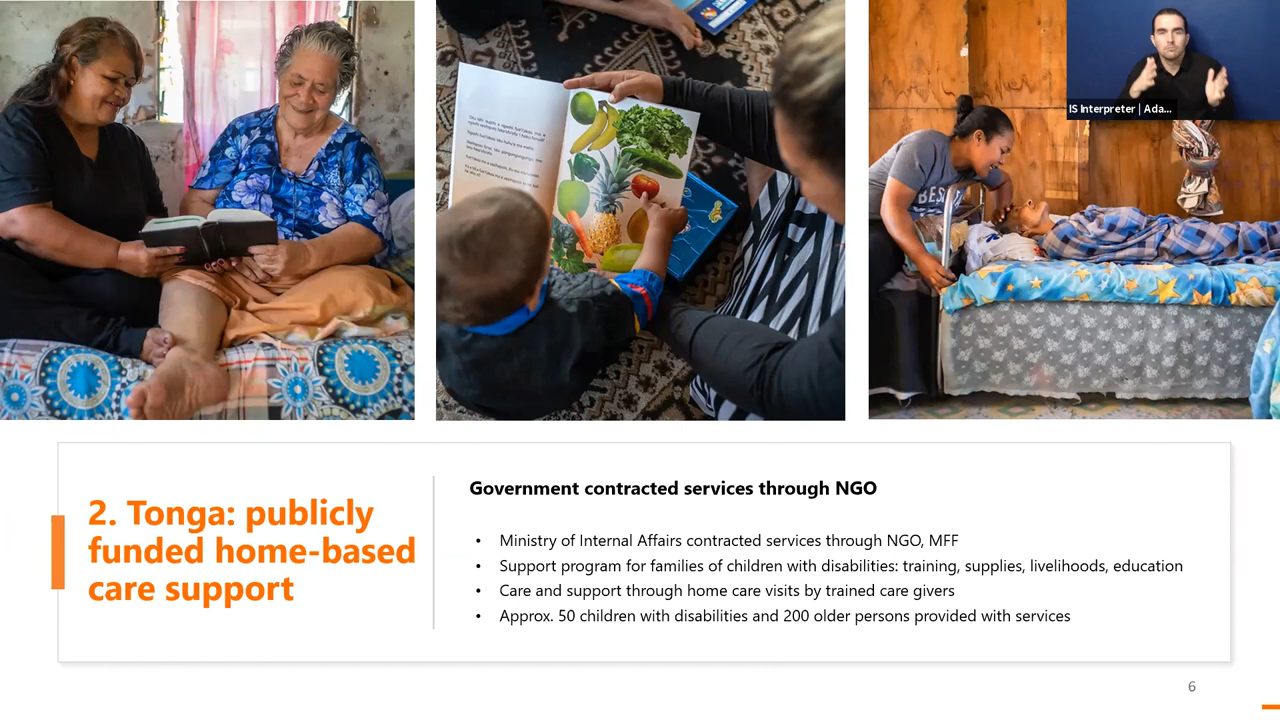 IS Interpreter | Ada...
BES
2. Tonga: publicly
funded home-based
care support
Government contracted services through NGO
• Ministry of Internal Affairs contracted services through NGO, MFF
• Support program for families of children with disabilities: training, supplies, livelihoods, education
• Care and support through home care visits by trained care givers
• Approx. 50 children with disabilities and 200 older persons provided with services
6